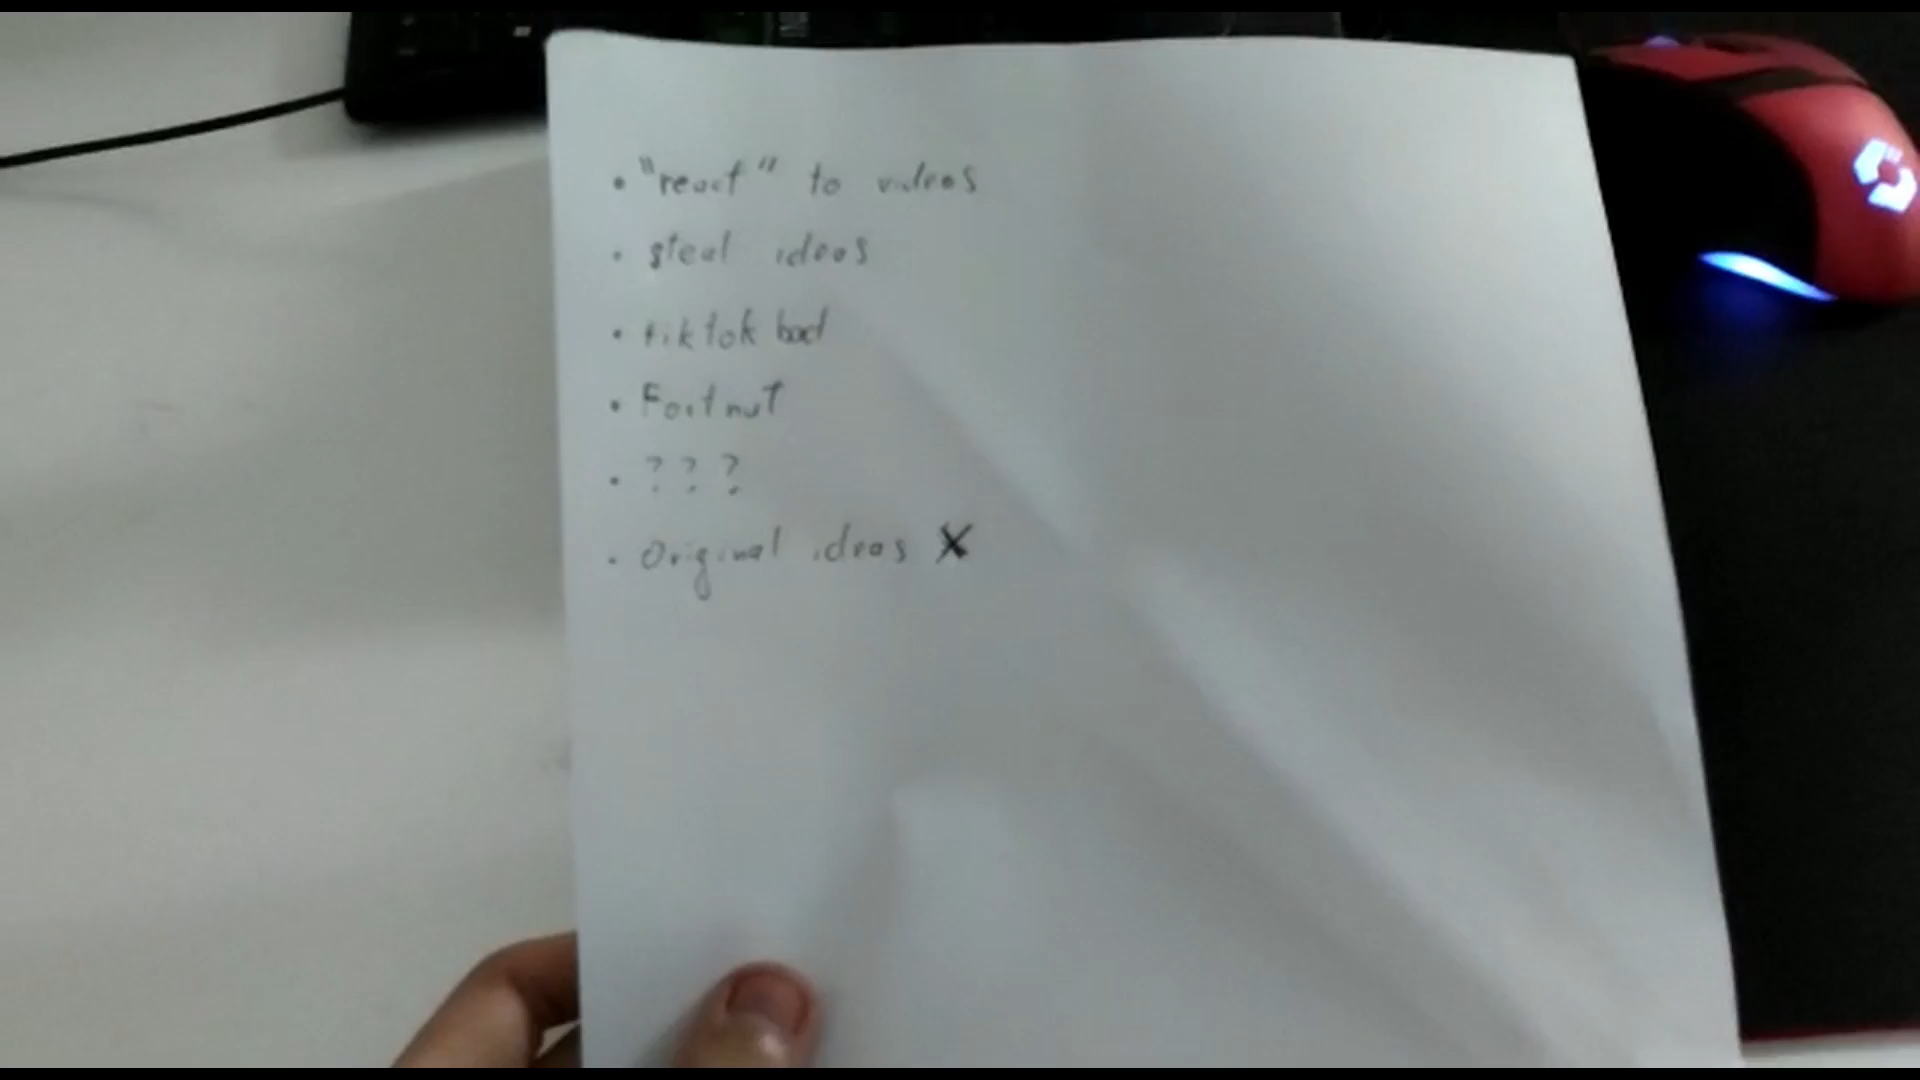 • "react" to videos
• steal ideas
• tiktok bad
• Fortnut
• ? ? ?
• Original ideas X